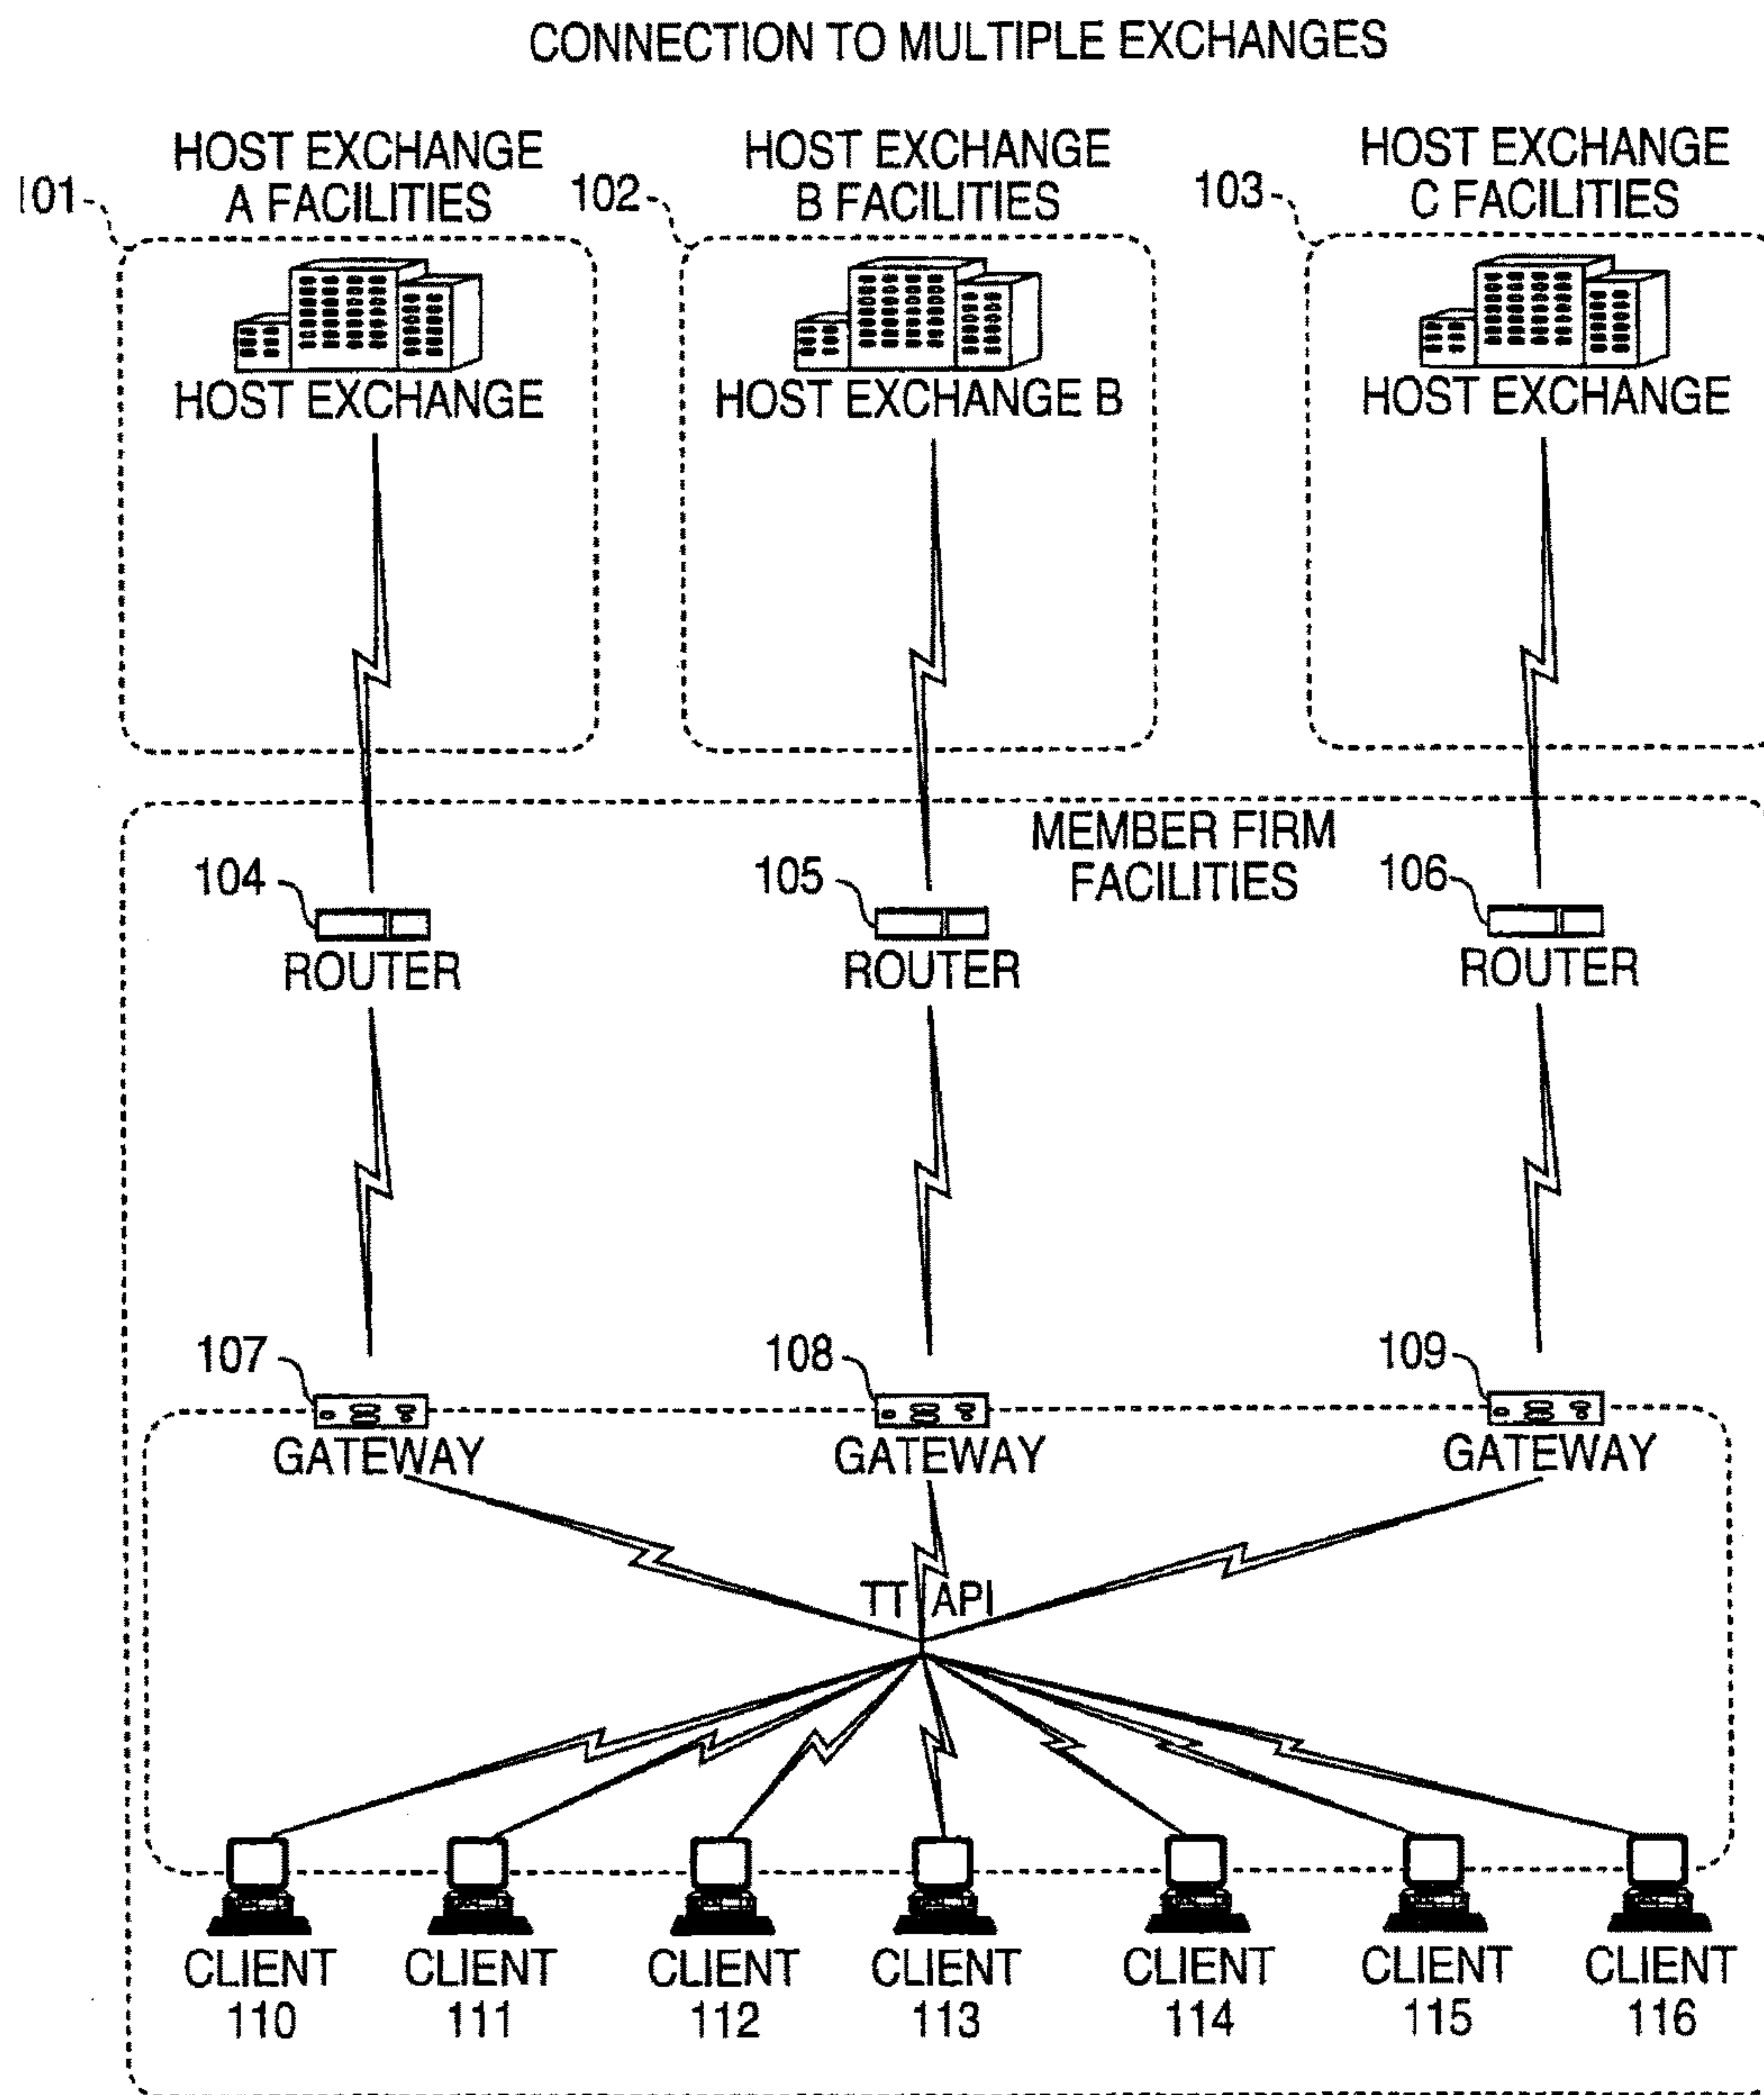 CONNECTION TO MULTIPLE EXCHANGES
HOST EXCHANGE
A FACILITIES
HOST EXCHANGE
B FACILITIES
HOST EXCHANGE
C FACILITIES
101
102
103
HOST EXCHANGE
HOST EXCHANGE B
HOST EXCHANGE
MEMBER FIRM
FACILITIES
104
105
106
ROUTER
ROUTER
ROUTER
107
108
109
GATEWAY
GATEWAY
GATEWAY
TT API
CLIENT
110
CLIENT
111
CLIENT
112
CLIENT
113
CLIENT
114
CLIENT
115
CLIENT
116